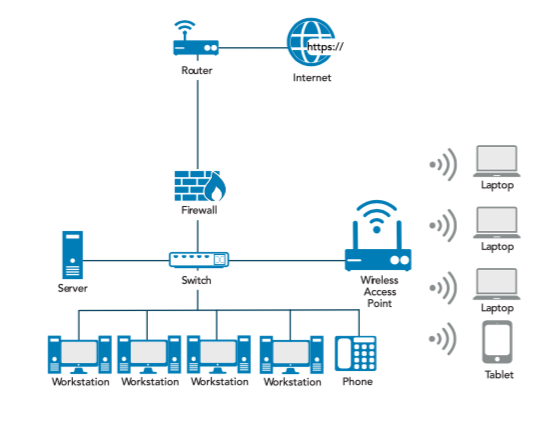 https://
Router
Internet
Laptop
Firewall
Laptop
Server
Switch
Wireless
Access
Point
Laptop
Workstation Workstation Workstation Workstation Phone
Tablet